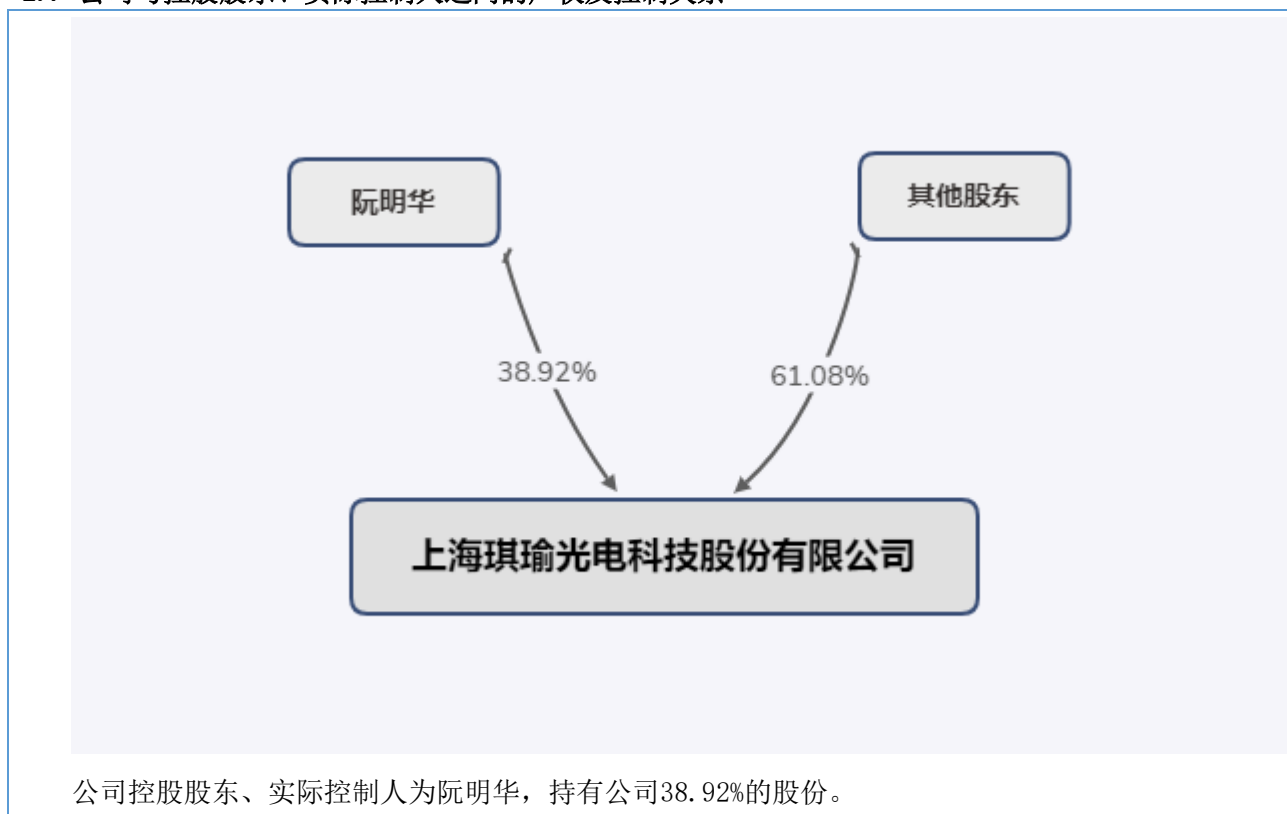 阮明华
其他股东
38.92%
61.08%
上海琪瑜光电科技股份有限公司
公司控股股东、实际控制人为阮明华，持有公司38.92%的股份。